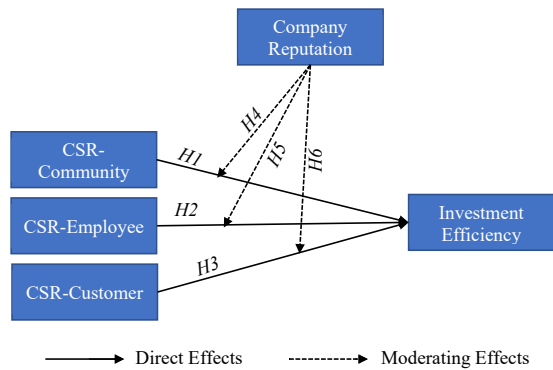 Company
Reputation
H4
H5
H6
CSR-
Community
H1
CSR-Employee
H2
Investment
Efficiency
CSR-Customer
H3
Direct Effects
Moderating Effects